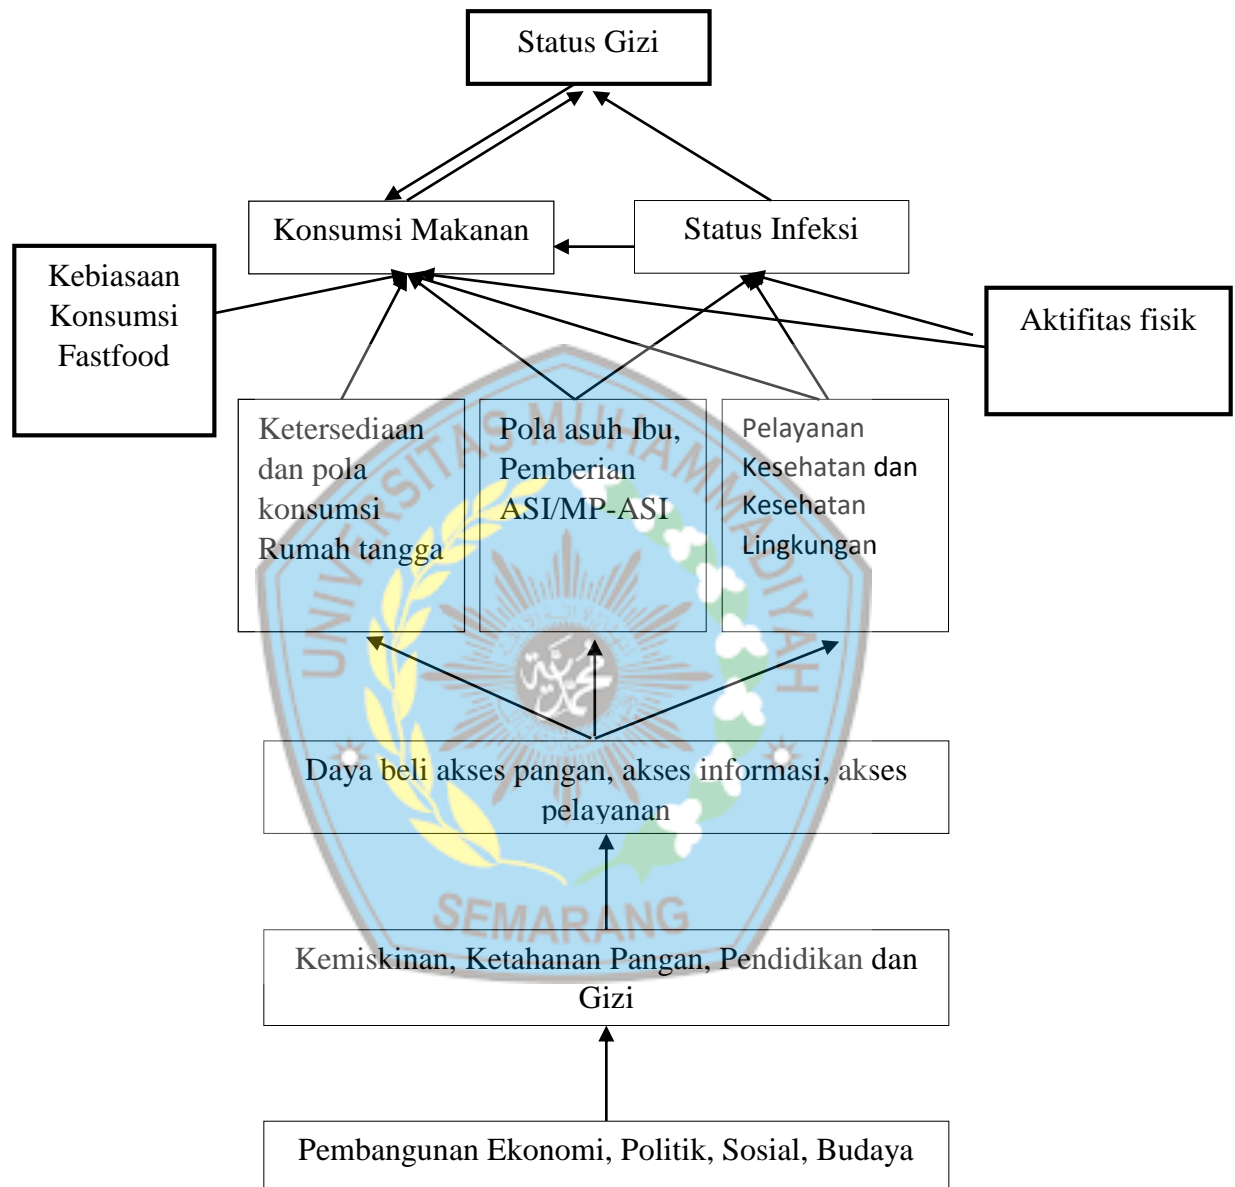 Status Gizi
Konsumsi Makanan
Status Infeksi
Kebiasaan
Konsumsi
Fastfood
Aktifitas fisik
Ketersediaan
dan pola
konsumsi
Rumah tangga
Pola asuh Ibu,
Pemberian
ASI/MP-ASI
Pelayanan
Kesehatan dan
Kesehatan
Lingkungan
UNIVERSITAS MUHAMMADIYAH
Daya beli akses pangan, akses informasi, akses
pelayanan
SEMARANG
Kemiskinan, Ketahanan Pangan, Pendidikan dan
Gizi
Pembangunan Ekonomi, Politik, Sosial, Budaya